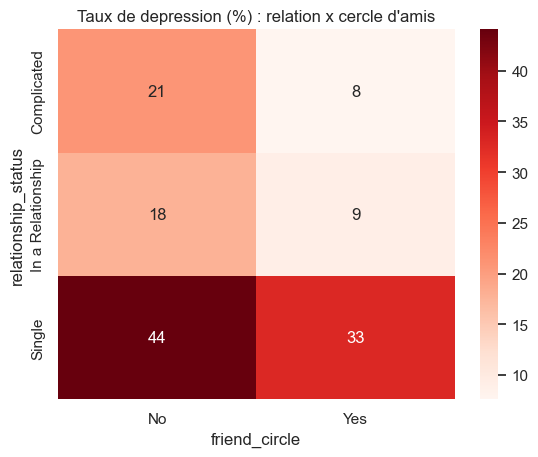 Taux de depression (%) : relation x cercle d'amis
relationship_status
Complicated
In a Relationship
Single
21
8
18
9
44
33
No
Yes
friend_circle
40
35
30
25
20
15
10